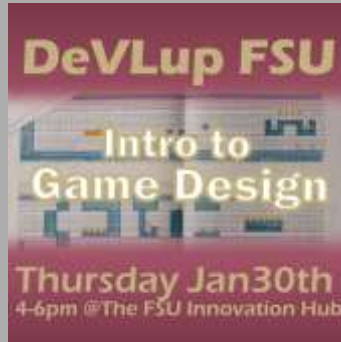 DeVLup FSU
Intro to
Game Design
Thursday Jan30th
4-6pm @The FSU Innovation Hub